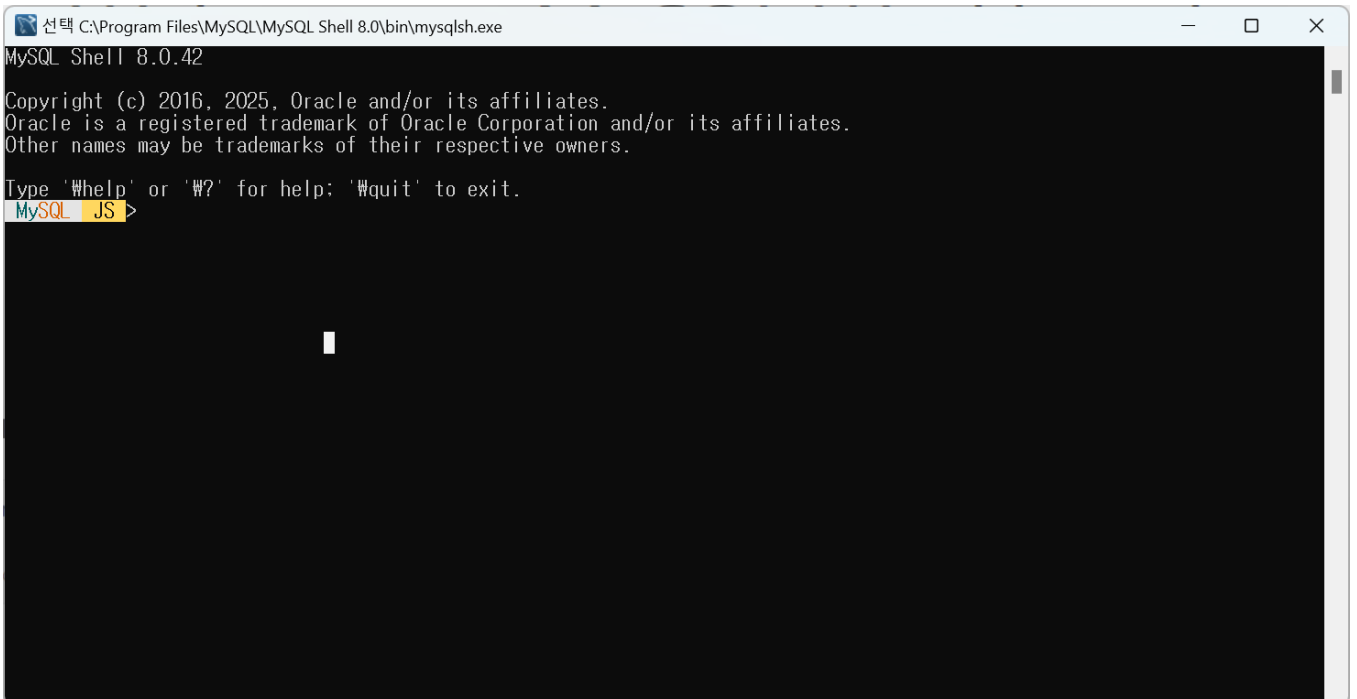 선택 C:\Program Files\MySQL\MySQL Shell 8.0\bin\mysqlsh.exe
MySQL Shell 8.0.42
Copyright (c) 2016, 2025, Oracle and/or its affiliates.
Oracle is a registered trademark of Oracle Corporation and/or its affiliates.
Other names may be trademarks of their respective owners.
Type '₩help' or '₩?' for help; '₩quit' to exit.
MySQL JS >